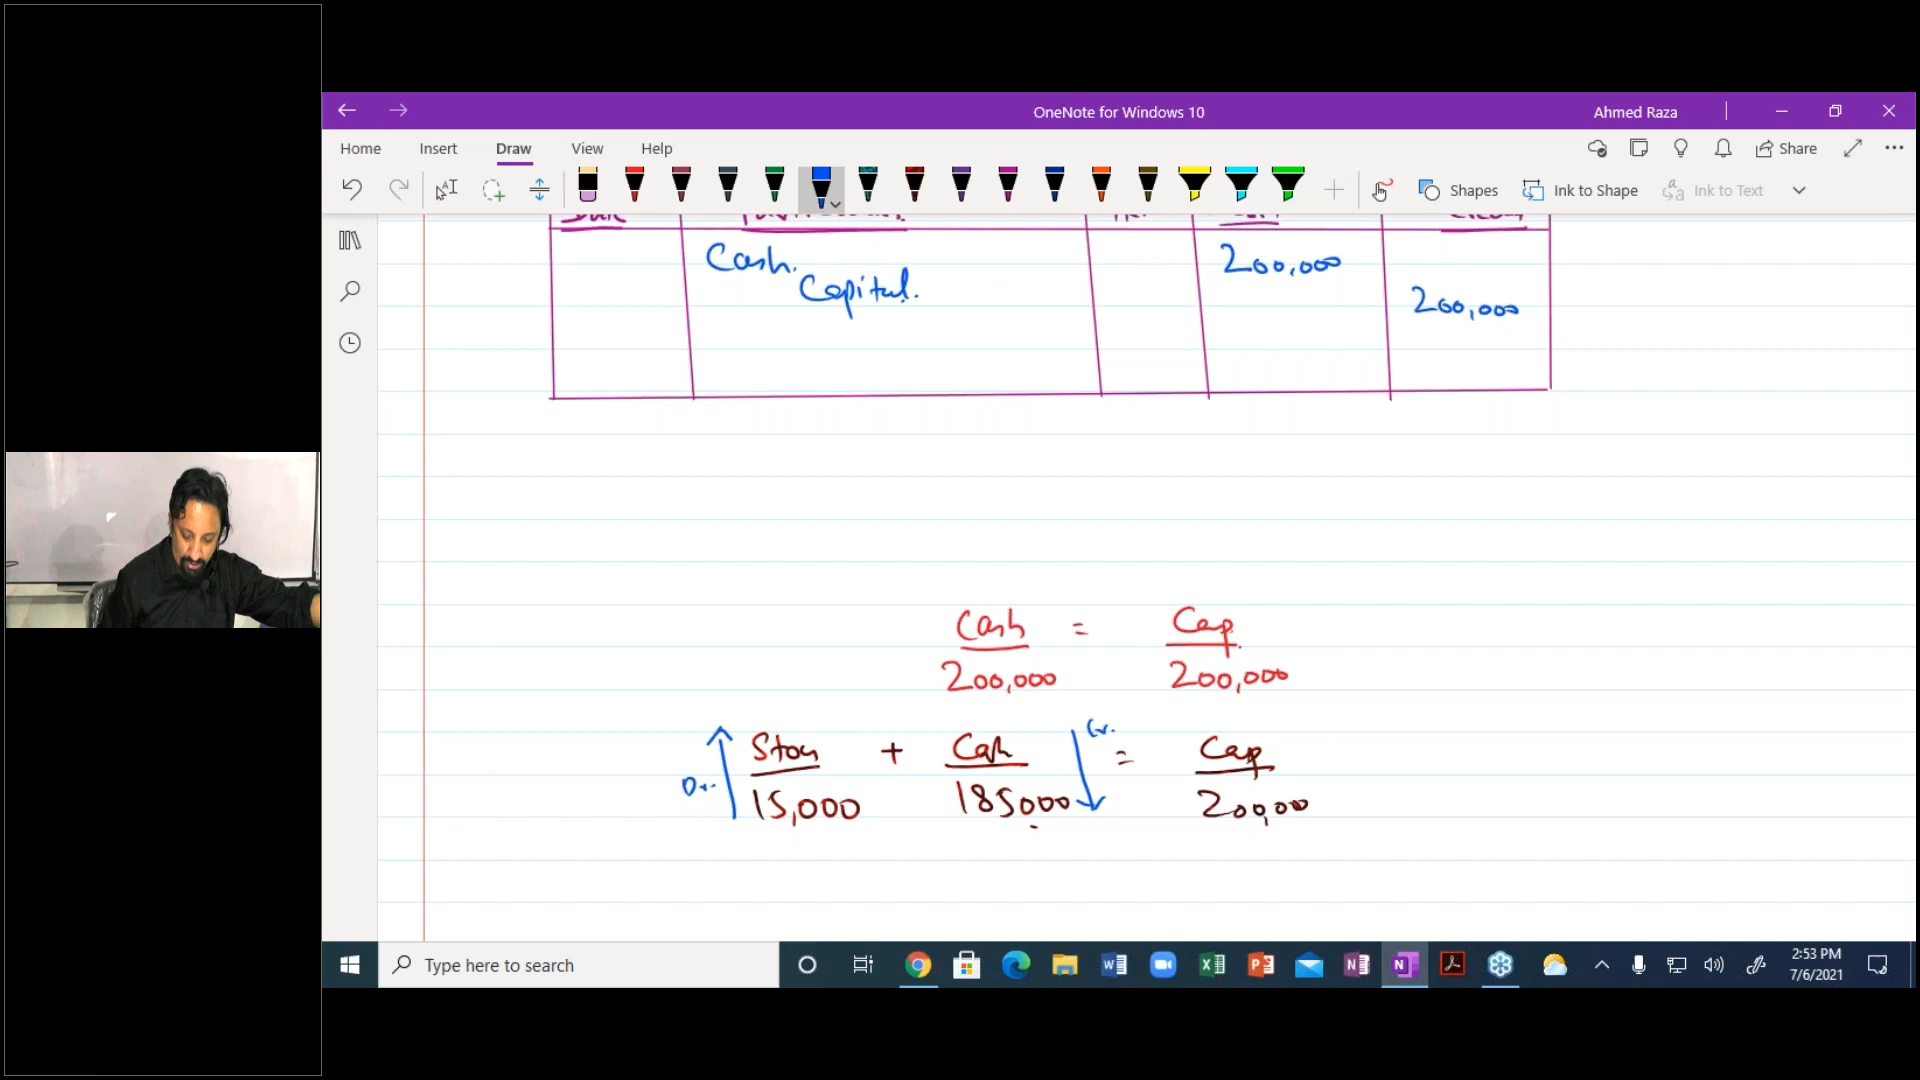 OneNote for Windows 10
Ahmed Raza
Home Insert Draw View Help
Share
Shapes Ink to Shape Ink to Text
Date
Cash. 200,000
Capital. 200,000
Cash = Cap.
200,000 200,000
Cr.
+ Cash = Cap
Dr. 15,000 185000 200,000
Type here to search
2:53 PM
7/6/2021